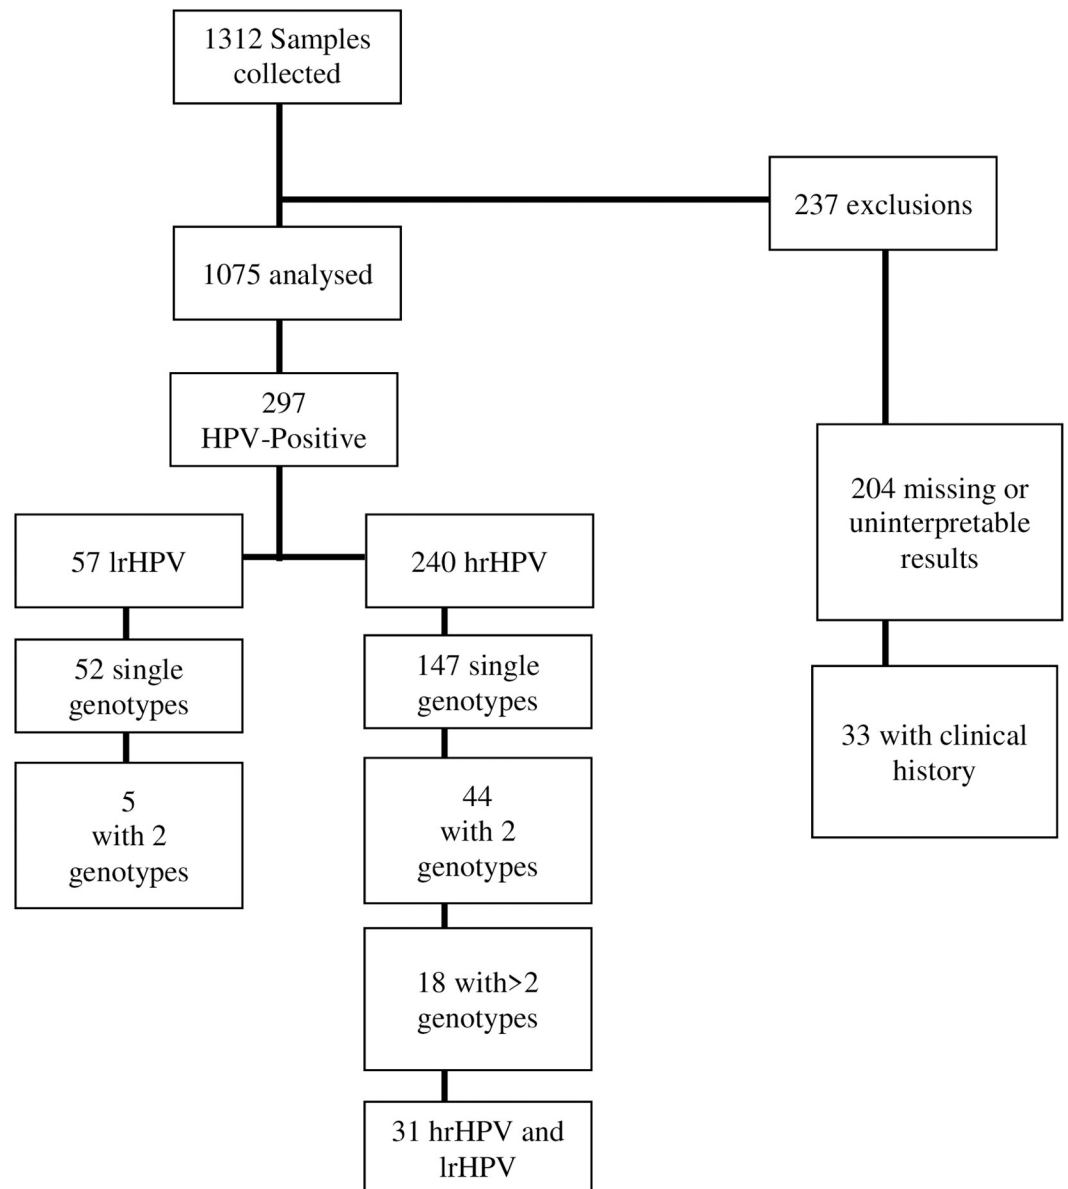 1312 Samples
collected
237 exclusions
1075 analysed
297
HPV-Positive
57 lrHPV
240 hrHPV
204 missing or
uninterpretable
results
52 single
genotypes
147 single
genotypes
33 with clinical
history
5
with 2
genotypes
44
with 2
genotypes
18 with>2
genotypes
31 hrHPV and
lrHPV